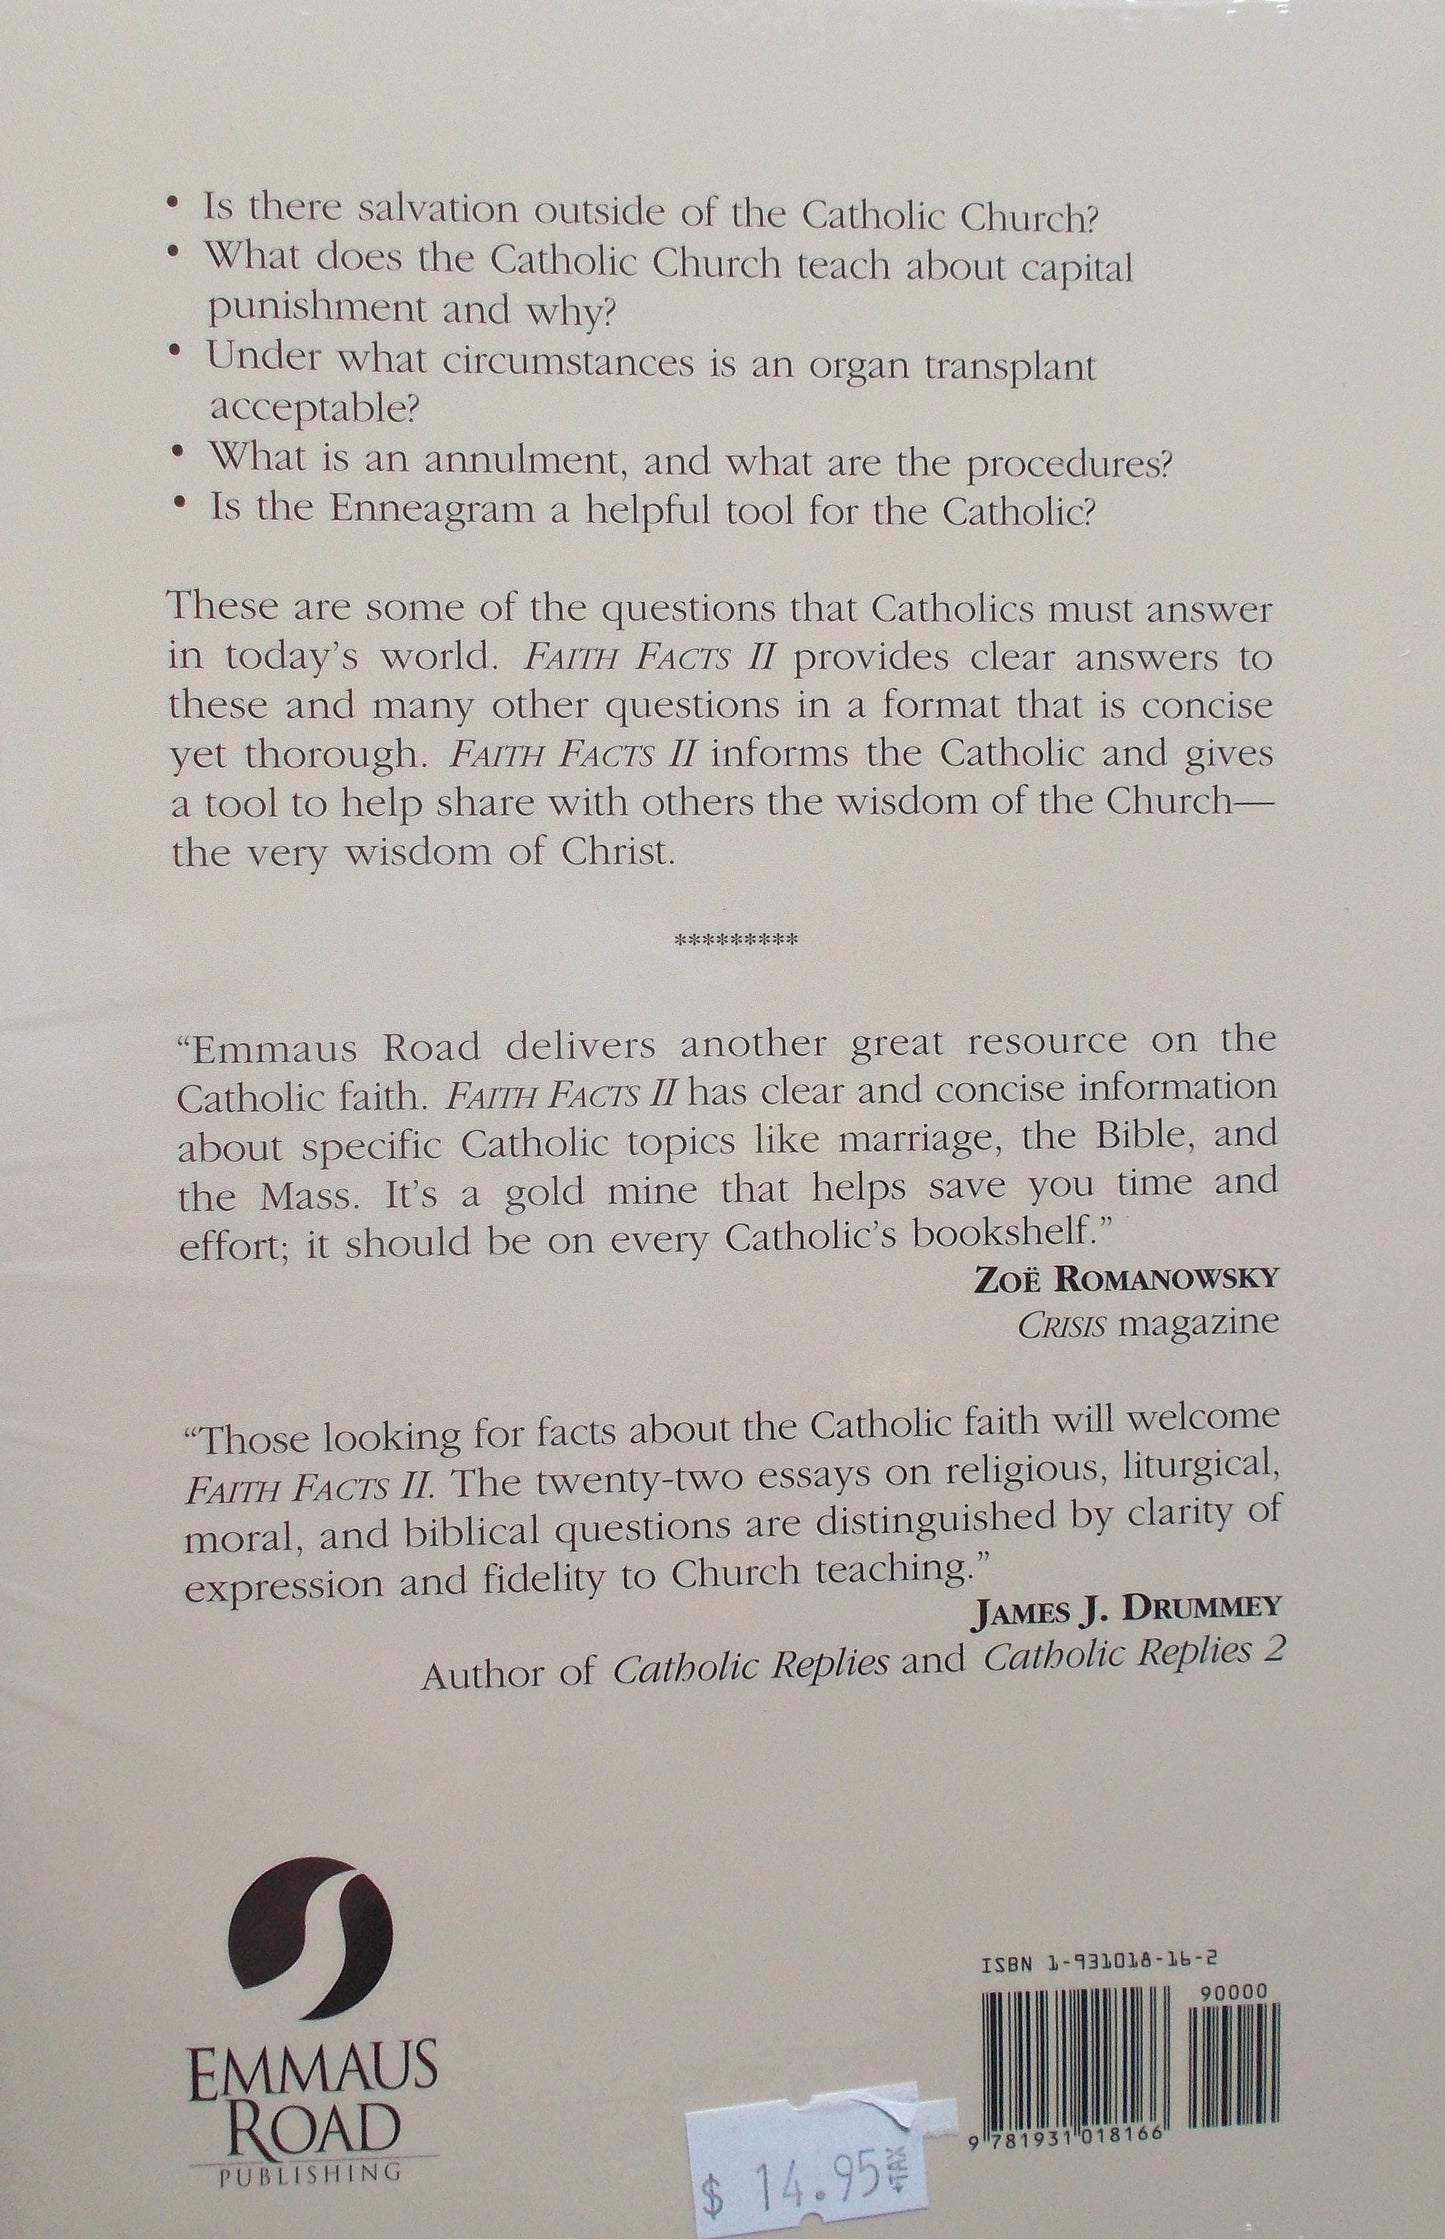 • Is there salvation outside of the Catholic Church?
• What does the Catholic Church teach about capital
punishment and why?
• Under what circumstances is an organ transplant
acceptable?
• What is an annulment, and what are the procedures?
• Is the Enneagram a helpful tool for the Catholic?
These are some of the questions that Catholics must answer
in today's world. FAITH FACTS II provides clear answers to
these and many other questions in a format that is concise
yet thorough. FAITH FACTS II informs the Catholic and gives
a tool to help share with others the wisdom of the Church—
the very wisdom of Christ.
*********
“Emmaus Road delivers another great resource on the
Catholic faith. FAITH FACTS II has clear and concise information
about specific Catholic topics like marriage, the Bible, and
the Mass. It’s a gold mine that helps save you time and
effort; it should be on every Catholic’s bookshelf.”
ZOË ROMANOWSKY
CRISIS magazine
“Those looking for facts about the Catholic faith will welcome
FAITH FACTS II. The twenty-two essays on religious, liturgical,
moral, and biblical questions are distinguished by clarity of
expression and fidelity to Church teaching.”
JAMES J. DRUMMEY
Author of Catholic Replies and Catholic Replies 2
EMMAUS
ROAD
PUBLISHING
ISBN 1-931018-16-2
90000
9 781931 018166
$ 14.95 +TAX